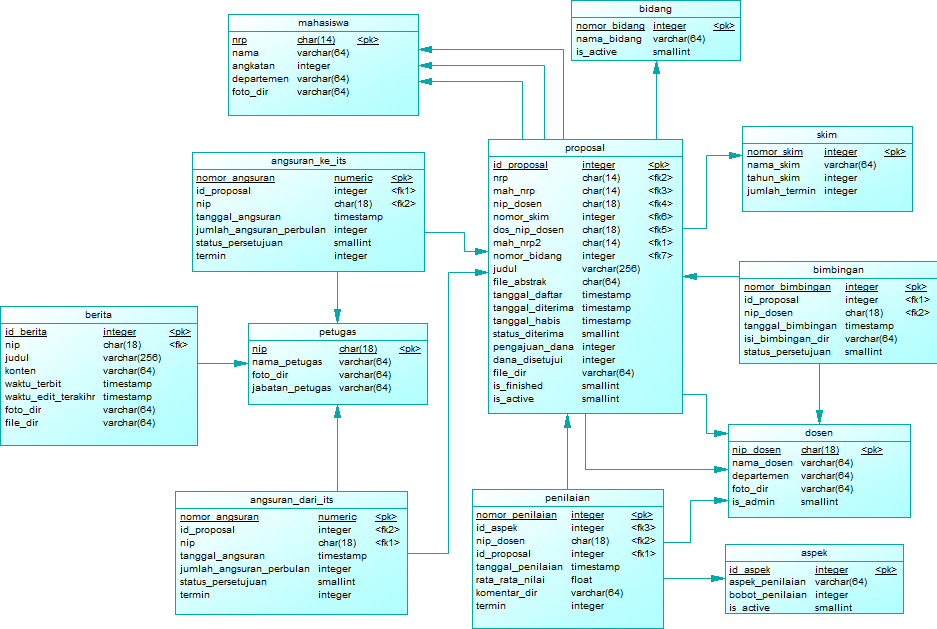 mahasiswa
nrp char(14) <pk>
nama varchar(64)
angkatan integer
departemen varchar(64)
foto_dir varchar(64)
bidang
nomor_bidang integer <pk>
nama_bidang varchar(64)
is_active smallint
skim
nomor_skim integer <pk>
nama_skim varchar(64)
tahun_skim integer
jumlah_termin integer
proposal
id_proposal integer <pk>
nrp char(14) <fk2>
mah_nrp char(14) <fk3>
nip_dosen char(18) <fk4>
nomor_skim integer <fk6>
dos_nip_dosen char(18) <fk5>
mah_nrp2 char(14) <fk1>
nomor_bidang integer <fk7>
judul varchar(256)
file_abstrak char(64)
tanggal_daftar timestamp
tanggal_diterima timestamp
tanggal_habis timestamp
status_diterima smallint
pengajuan_dana integer
dana_disetujui integer
file_dir varchar(64)
is_finished smallint
is_active smallint
angsuran_ke_its
nomor_angsuran numeric <pk>
id_proposal integer <fk1>
nip char(18) <fk2>
tanggal_angsuran timestamp
jumlah_angsuran_perbulan integer
status_persetujuan smallint
termin integer
bimbingan
nomor_bimbingan integer <pk>
id_proposal integer <fk1>
nip_dosen char(18) <fk2>
tanggal_bimbingan timestamp
isi_bimbingan_dir varchar(64)
status_persetujuan smallint
berita
id_berita integer <pk>
nip char(18) <fk>
judul varchar(256)
konten varchar(64)
waktu_terbit timestamp
waktu_edit_terakihr timestamp
foto_dir varchar(64)
file_dir varchar(64)
petugas
nip char(18) <pk>
nama_petugas varchar(64)
foto_dir varchar(64)
jabatan_petugas varchar(64)
dosen
nip_dosen char(18) <pk>
nama_dosen varchar(64)
departemen varchar(64)
foto_dir varchar(64)
is_admin smallint
angsuran_dari_its
nomor_angsuran numeric <pk>
id_proposal integer <fk2>
nip char(18) <fk1>
tanggal_angsuran timestamp
jumlah_angsuran_perbulan integer
status_persetujuan smallint
termin integer
penilaian
nomor_penilaian integer <pk>
id_aspek integer <fk3>
nip_dosen char(18) <fk2>
id_proposal integer <fk1>
tanggal_penilaian timestamp
rata_rata_nilai float
komentar_dir varchar(64)
termin integer
aspek
id_aspek integer <pk>
aspek_penilaian varchar(64)
bobot_penilaian integer
is_active smallint